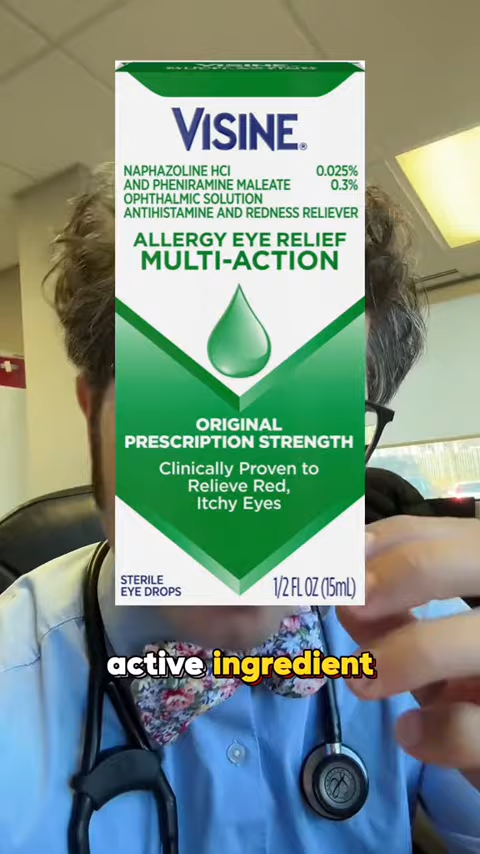 VISINE®
NAPHAZOLINE HCl 0.025%
AND PHENIRAMINE MALEATE 0.3%
OPHTHALMIC SOLUTION
ANTIHISTAMINE AND REDNESS RELIEVER
ALLERGY EYE RELIEF
MULTI-ACTION
ORIGINAL
PRESCRIPTION STRENGTH
Clinically Proven to
Relieve Red,
Itchy Eyes
STERILE
EYE DROPS
1/2 FL OZ (15mL)
active ingredient